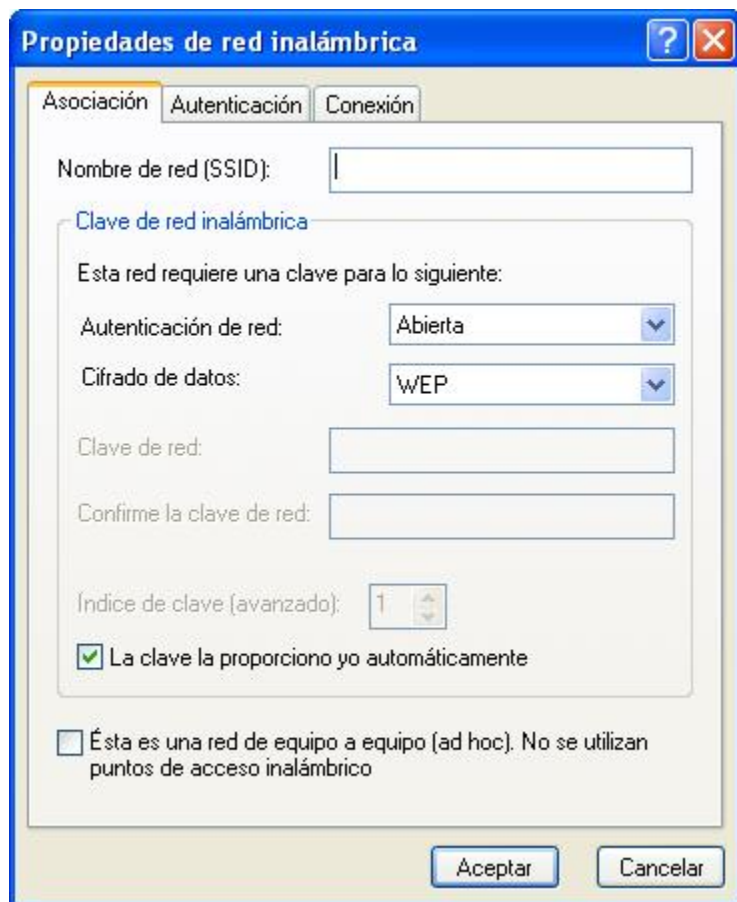 Propiedades de red inalámbrica
Asociación Autenticación Conexión
Nombre de red (SSID):
Clave de red inalámbrica
Esta red requiere una clave para lo siguiente:
Autenticación de red: Abierta
Cifrado de datos: WEP
Clave de red:
Confirme la clave de red:
Índice de clave (avanzado): 1
La clave la proporciono yo automáticamente
Ésta es una red de equipo a equipo (ad hoc). No se utilizan
puntos de acceso inalámbrico
Aceptar Cancelar